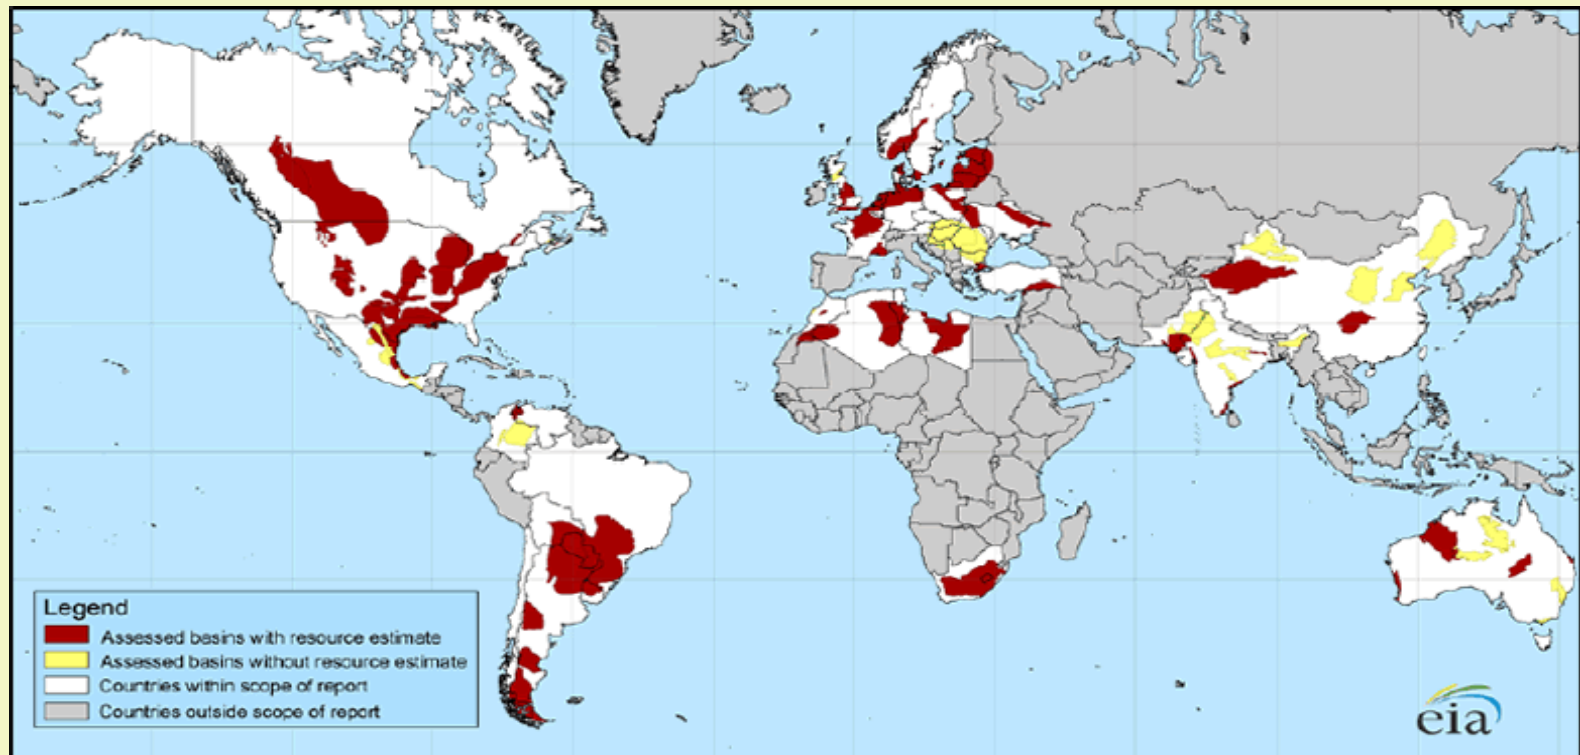 Legend
Assessed basins with resource estimate
Assessed basins without resource estimate
Countries within scope of report
Countries outside scope of report
eia